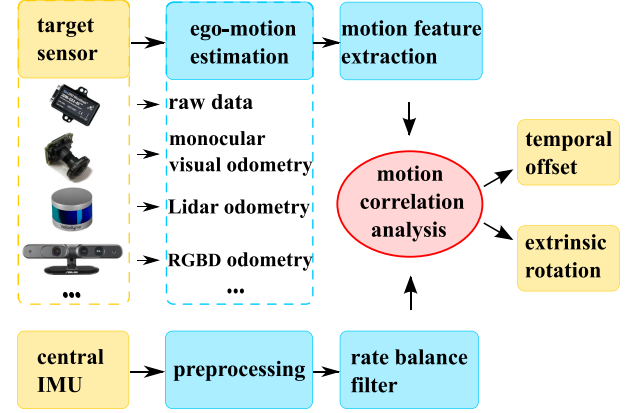 target
sensor
ego-motion
estimation
motion feature
extraction
raw data
monocular
visual odometry
Lidar odometry
RGBD odometry
...
...
motion
correlation
analysis
temporal
offset
extrinsic
rotation
central
IMU
preprocessing
rate balance
filter